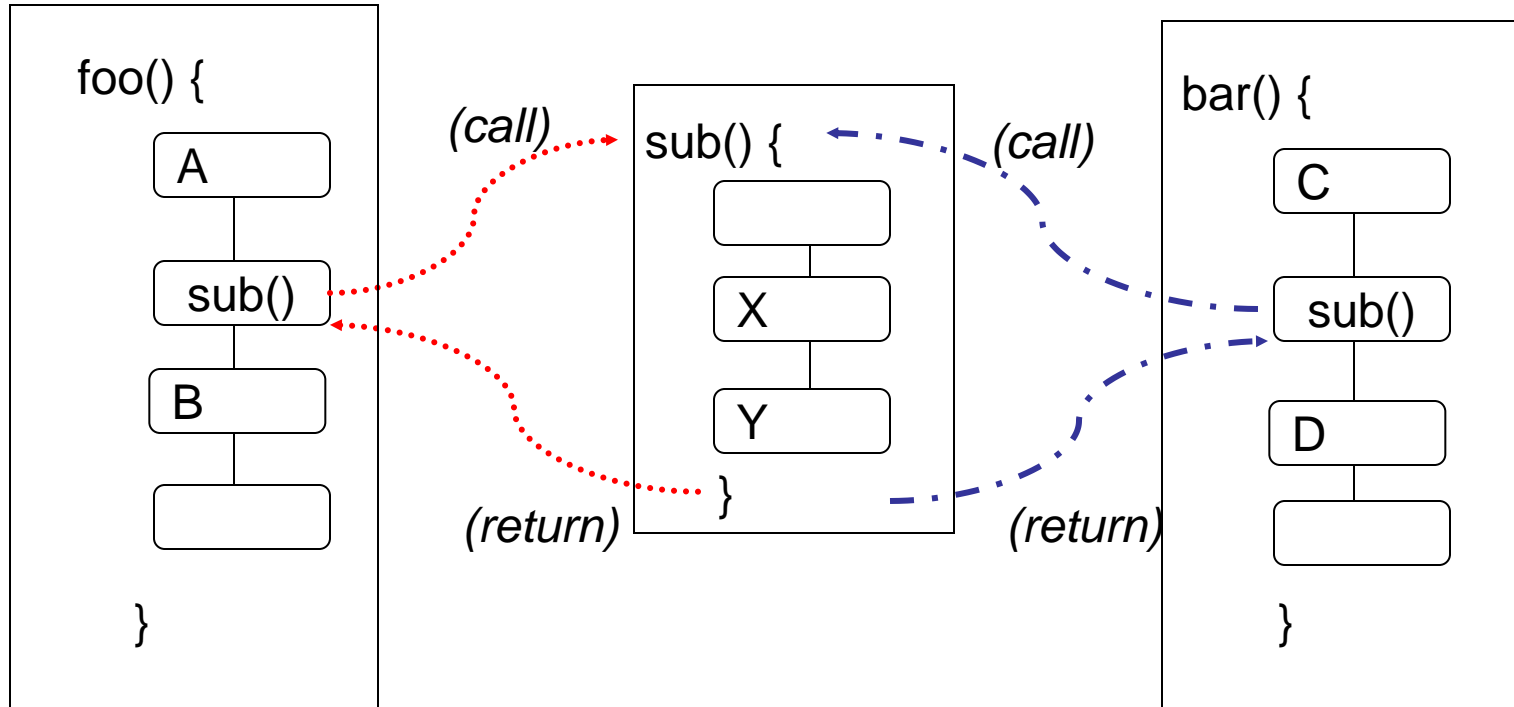 foo() {
A
sub()
B
}
(call)
(return)
sub() {
X
Y
}
(call)
(return)
bar() {
C
sub()
D
}